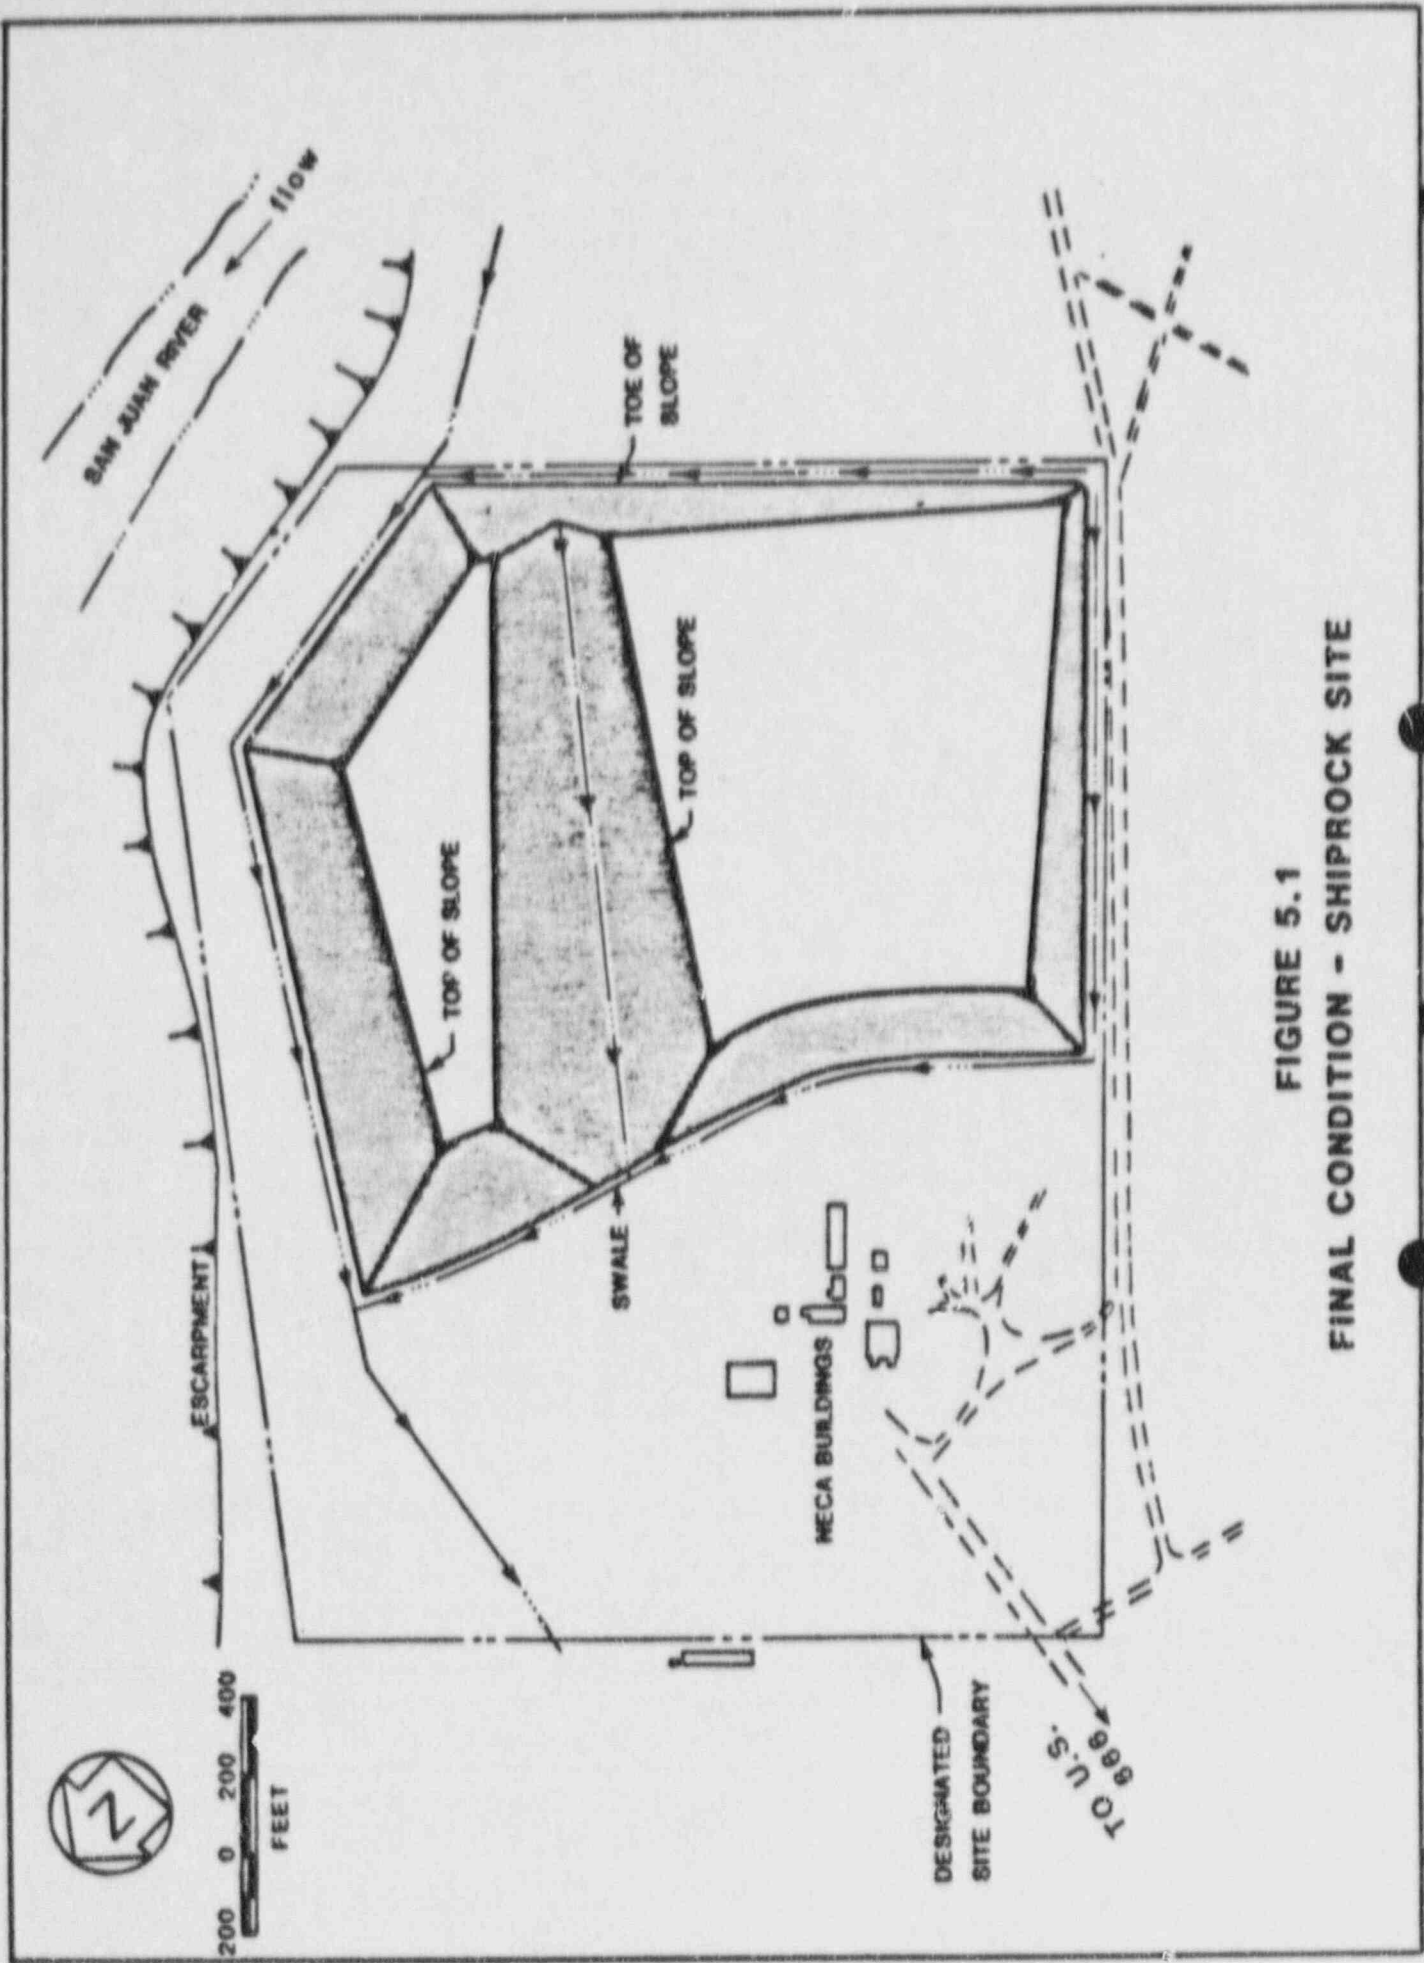 N
200 0 200 400
FEET
ESCARPMENT
SAN JUAN RIVER
flow
TOP OF SLOPE
TOE OF
SLOPE
TOP OF SLOPE
SWALE
NECA BUILDINGS
DESIGNATED
SITE BOUNDARY
TO U.S.
666
FIGURE 5.1
FINAL CONDITION - SHIPROCK SITE